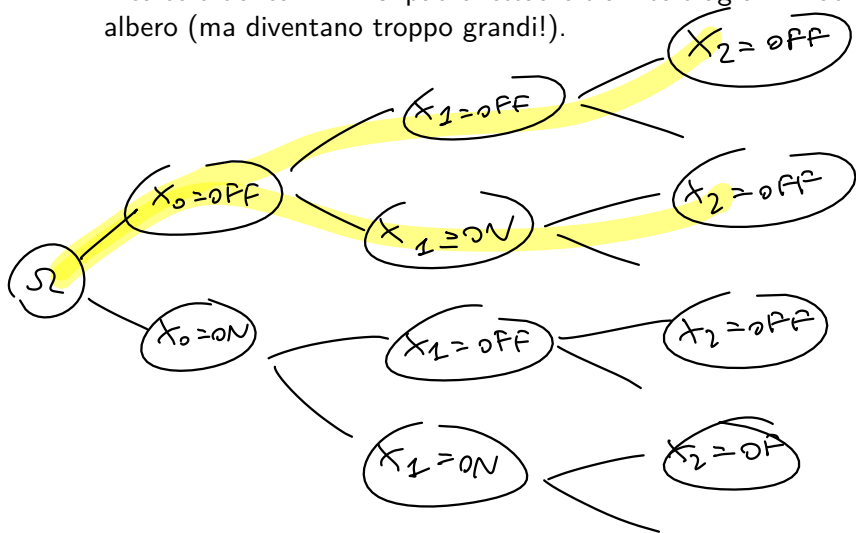 albero (ma diventano troppo grandi!).
X2 = OFF
X1=OFF
X0=OFF
X2=OFF
X1=ON
Ω
X0=ON
X1=OFF
X2=OFF
X1=ON
X2=OF